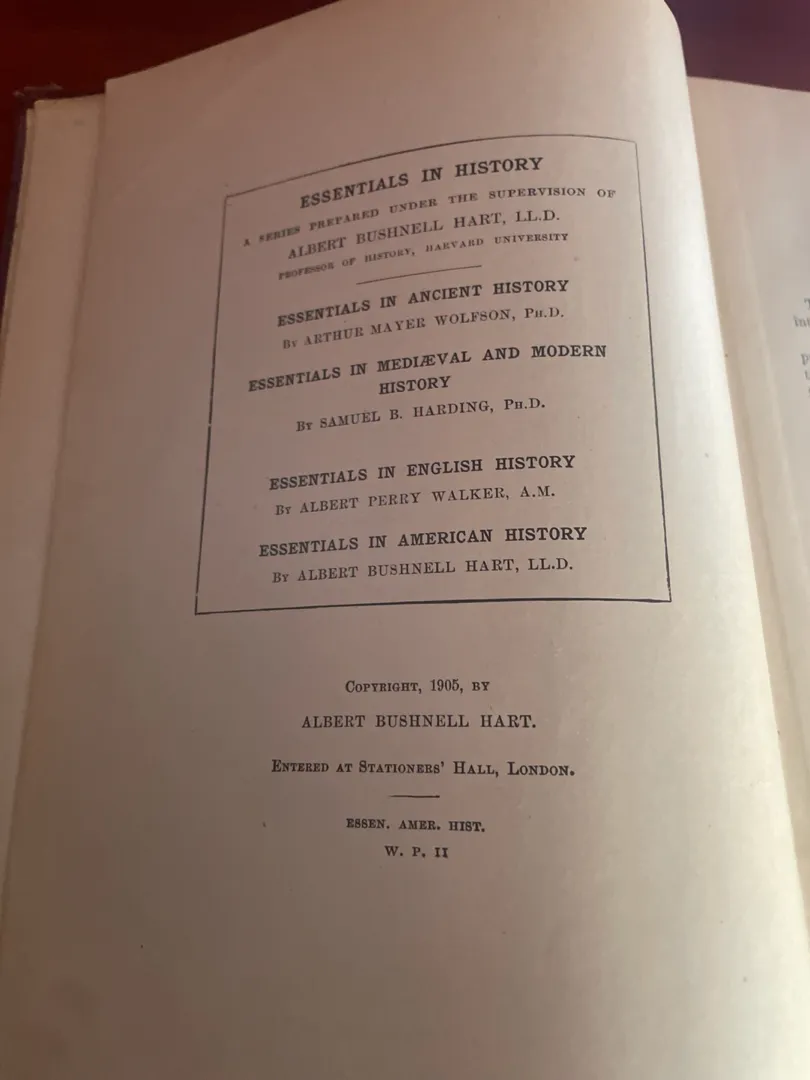 ESSENTIALS IN HISTORY
A SERIES PREPARED UNDER THE SUPERVISION OF
ALBERT BUSHNELL HART, LL.D.
PROFESSOR OF HISTORY, HARVARD UNIVERSITY
ESSENTIALS IN ANCIENT HISTORY
By ARTHUR MAYER WOLFSON, Ph.D.
ESSENTIALS IN MEDIÆVAL AND MODERN
HISTORY
By SAMUEL B. HARDING, Ph.D.
ESSENTIALS IN ENGLISH HISTORY
By ALBERT PERRY WALKER, A.M.
ESSENTIALS IN AMERICAN HISTORY
By ALBERT BUSHNELL HART, LL.D.
Copyright, 1905, by
ALBERT BUSHNELL HART.
Entered at Stationers' Hall, London.
ESSEN. AMER. HIST.
W. P. II